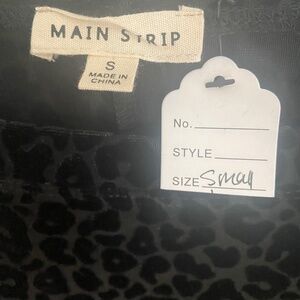 MAIN STRIP
S
MADE IN
CHINA
No.
STYLE
SIZE Small